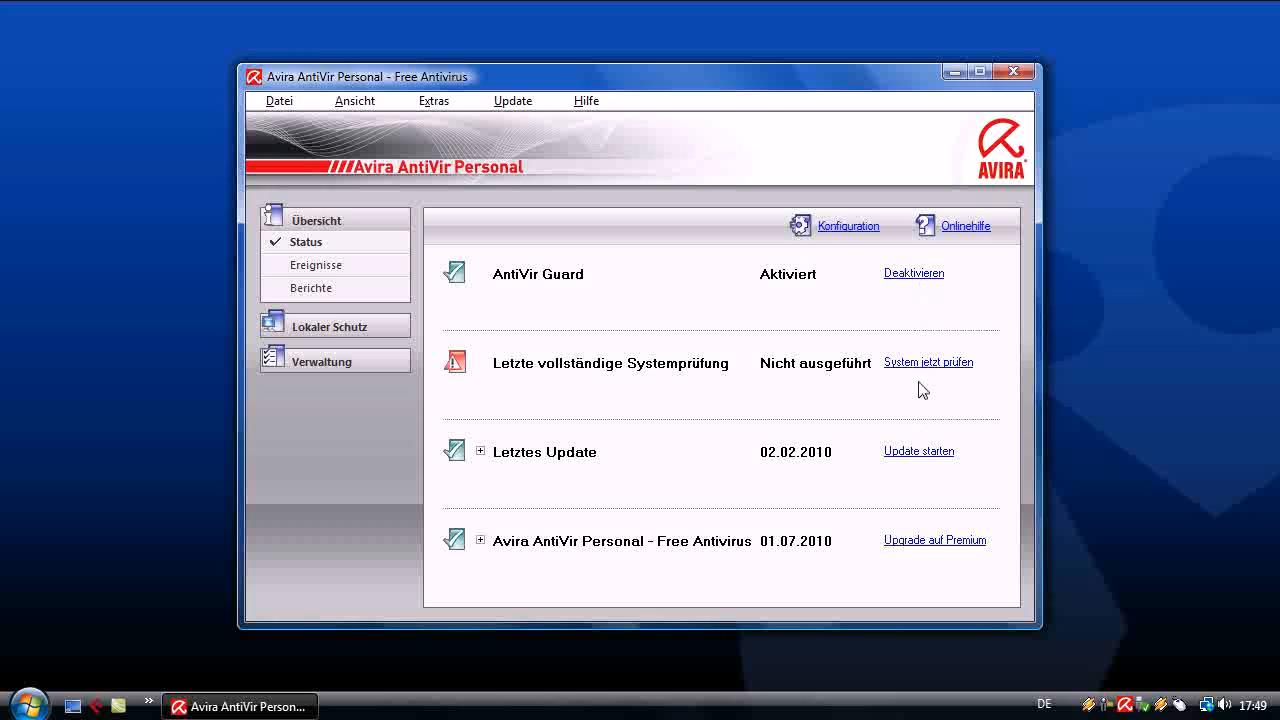 Avira AntiVir Personal - Free Antivirus
Datei Ansicht Extras Update Hilfe
Avira AntiVir Personal
AVIRA
Übersicht
Status
Ereignisse
Berichte
Lokaler Schutz
Verwaltung
Konfiguration Onlinehilfe
AntiVir Guard Aktiviert Deaktivieren
Letzte vollständige Systemprüfung Nicht ausgeführt System jetzt prüfen
Letztes Update 02.02.2010 Update starten
Avira AntiVir Personal - Free Antivirus 01.07.2010 Upgrade auf Premium
Avira AntiVir Person... DE 17:49